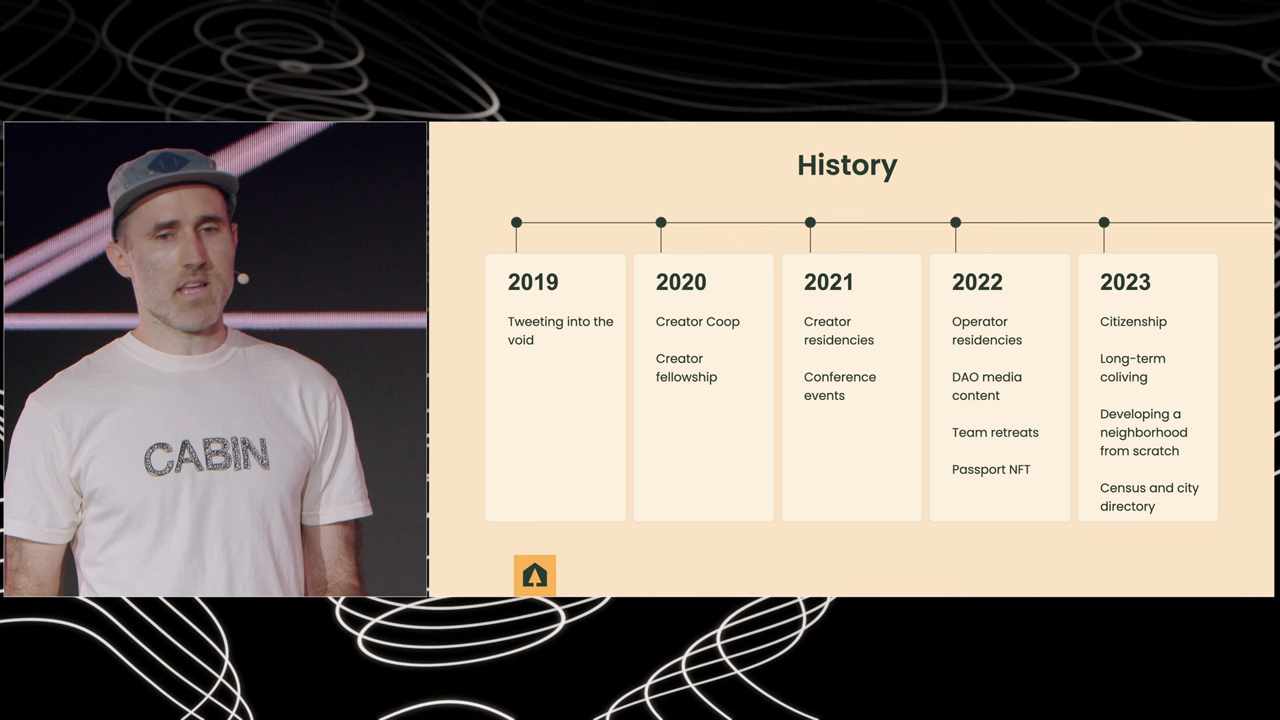 CABIN
History
2019
Tweeting into the
void
2020
Creator Coop
Creator
fellowship
2021
Creator
residencies
Conference
events
2022
Operator
residencies
DAO media
content
Team retreats
Passport NFT
2023
Citizenship
Long-term
coliving
Developing a
neighborhood
from scratch
Census and city
directory